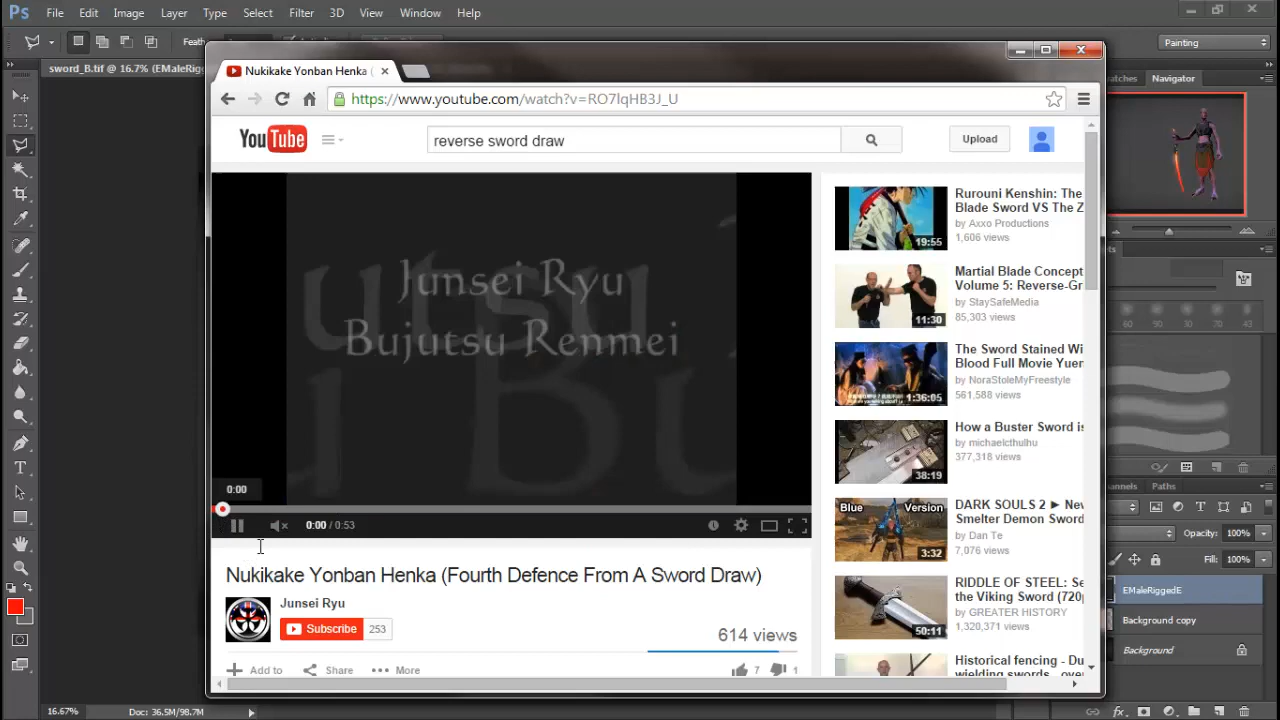 Ps File Edit Image Layer Type Select Filter 3D View Window Help
Painting
sword_B.tif @ 16.7% (EMaleRigg
Navigator
Nukikake Yonban Henka (
https://www.youtube.com/watch?v=RO7lqHB3J_U
YouTube
reverse sword draw
Upload
Junsei Ryu
Bujutsu Renmei
0:00
0:00 / 0:53
Nukikake Yonban Henka (Fourth Defence From A Sword Draw)
Junsei Ryu
Subscribe 253
614 views
Add to Share More 7 1
Rurouni Kenshin: The
Blade Sword VS The Z
by Axxo Productions
1,606 views
19:55
Martial Blade Concept
Volume 5: Reverse-Gr
by StaySafeMedia
85,303 views
11:30
The Sword Stained Wi
Blood Full Movie Yuen
by NoraStoleMyFreestyle
561,588 views
1:36:05
How a Buster Sword is
by michaelcthulhu
377,318 views
38:19
DARK SOULS 2 ► New
Smelter Demon Sword
by Dan Te
7,076 views
Blue Version
3:32
RIDDLE OF STEEL: Se
the Viking Sword (720p
by GREATER HISTORY
1,320,371 views
50:11
Historical fencing - Du
60
Paths
Opacity: 100%
Fill: 100%
EMaleRiggedE
Background copy
Background
16.67% Doc: 36.5M/98.7M